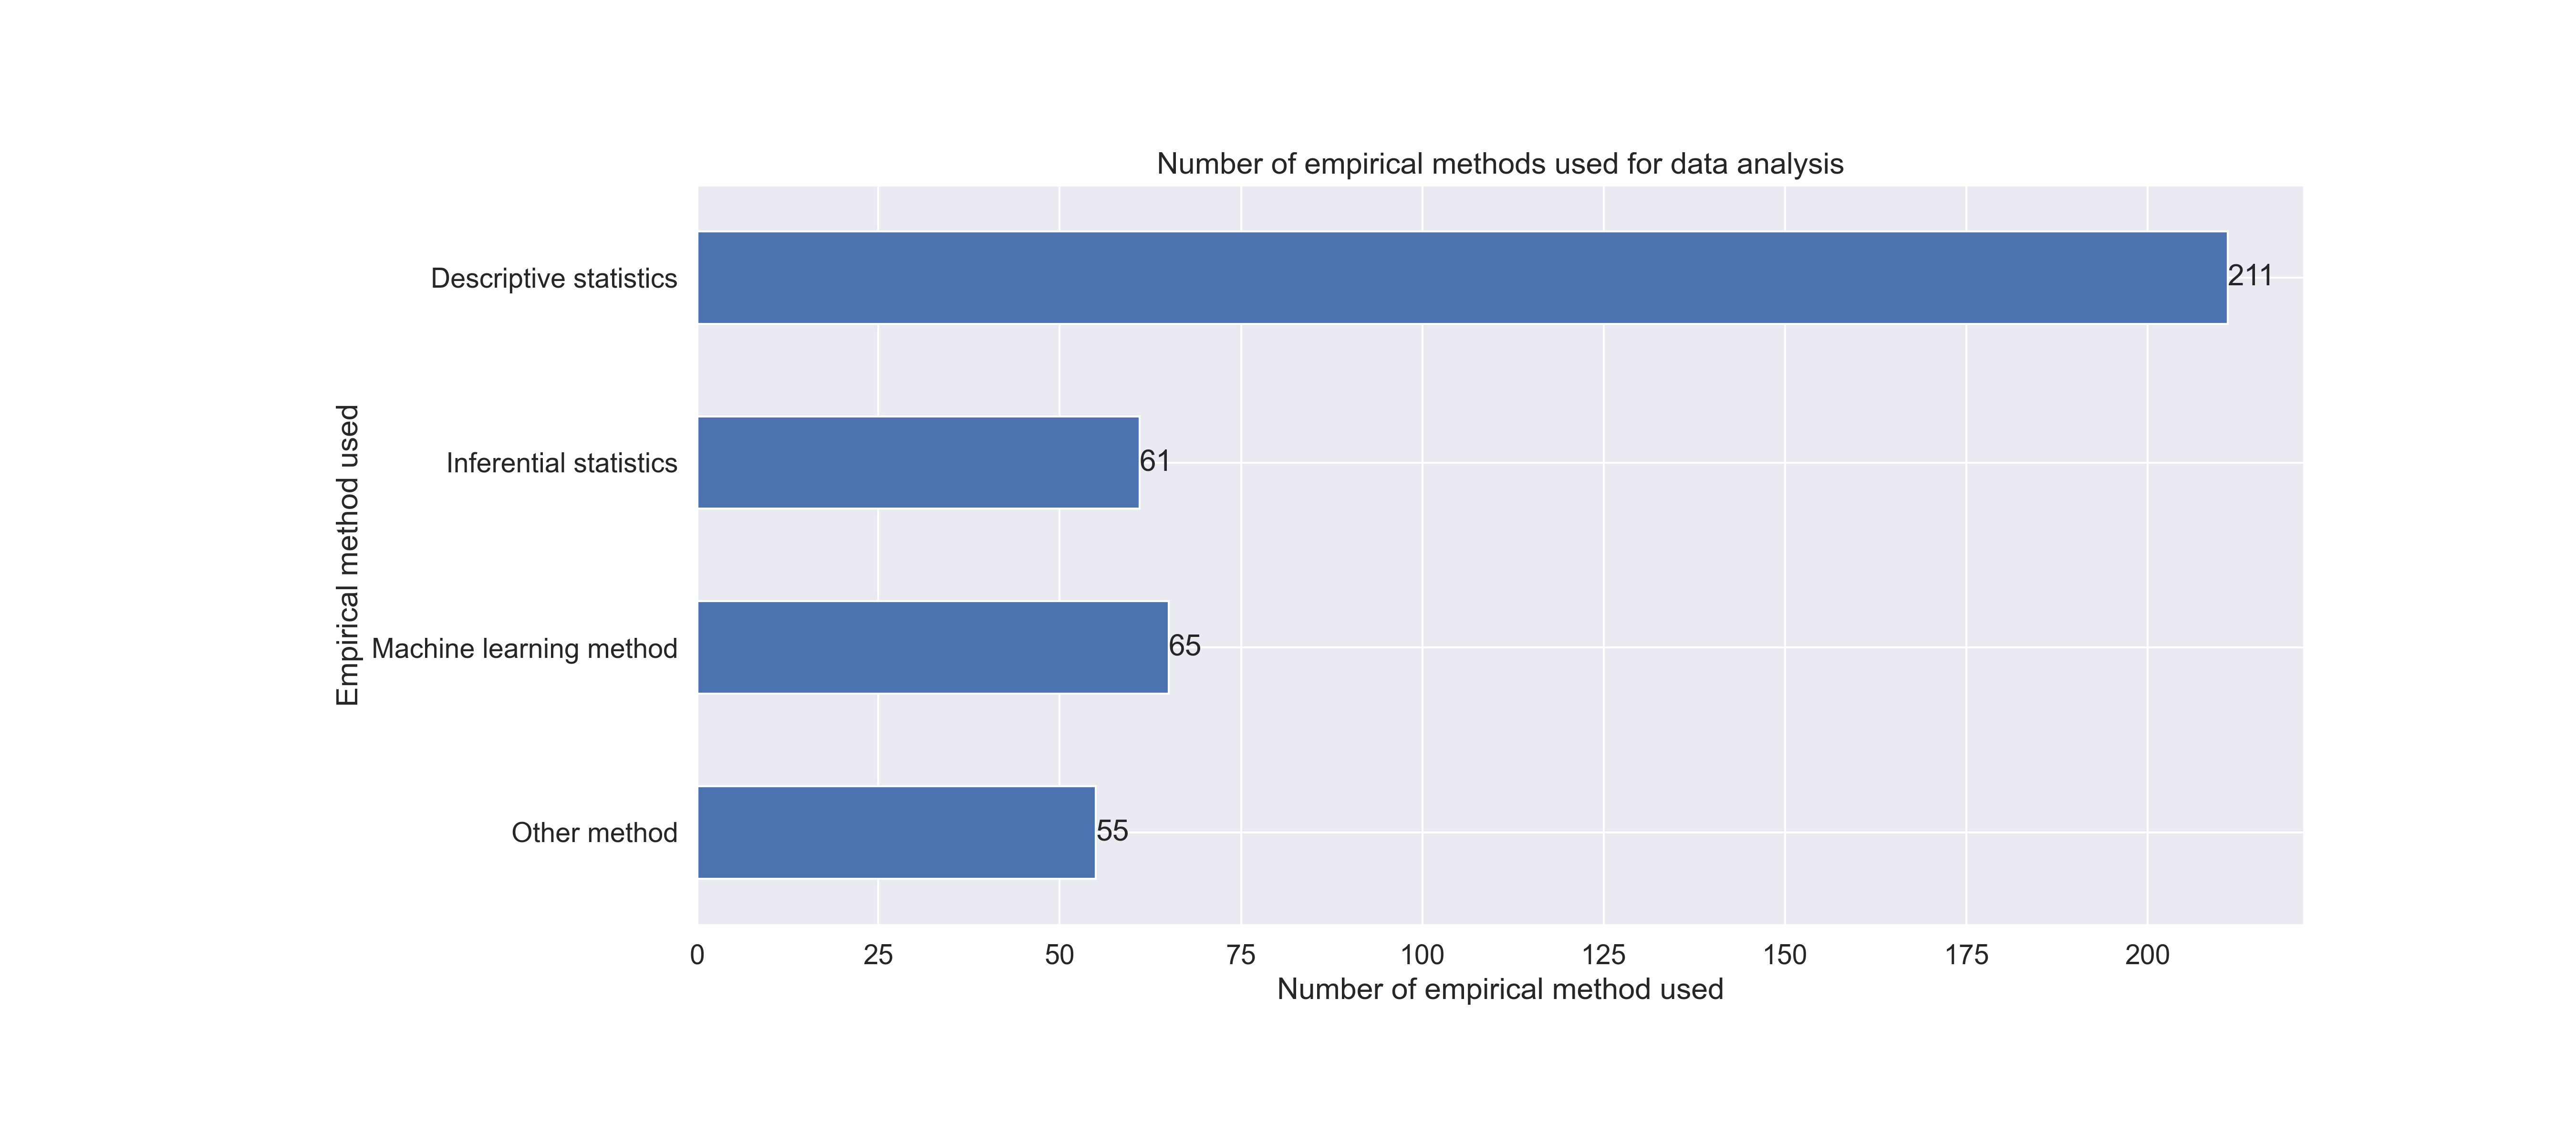 Number of empirical methods used for data analysis
Empirical method used
Descriptive statistics
211
Inferential statistics
61
Machine learning method
65
Other method
55
0 25 50 75 100 125 150 175 200
Number of empirical method used